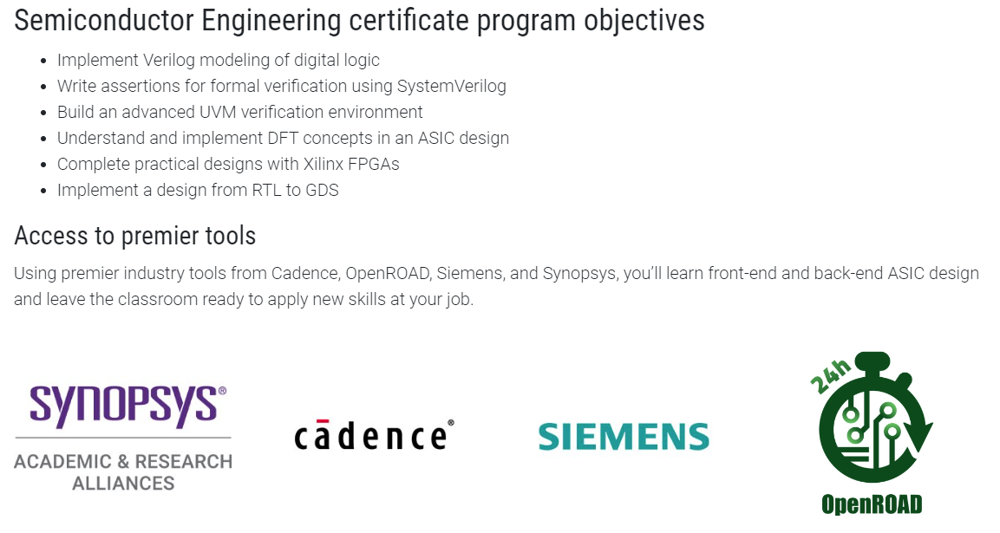 Semiconductor Engineering certificate program objectives
Implement Verilog modeling of digital logic
Write assertions for formal verification using SystemVerilog
Build an advanced UVM verification environment
Understand and implement DFT concepts in an ASIC design
Complete practical designs with Xilinx FPGAs
Implement a design from RTL to GDS
Access to premier tools
Using premier industry tools from Cadence, OpenROAD, Siemens, and Synopsys, you’ll learn front-end and back-end ASIC design
and leave the classroom ready to apply new skills at your job.
SYNOPSYS®
ACADEMIC & RESEARCH
ALLIANCES
cādence®
SIEMENS
24h
OpenROAD